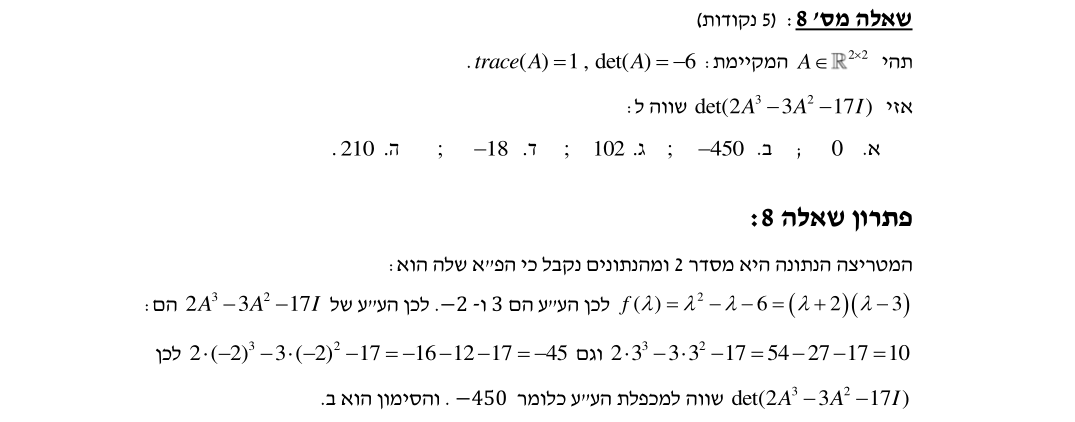 שאלה מס' 8 : (5 נקודות)
תהי A ∈ ℝ^{2×2} המקיימת : trace(A) = 1 , det(A) = −6 .
אזי det(2A³ − 3A² − 17I) שווה ל :
א. 0 ; ב. −450 ; ג. 102 ; ד. −18 ; ה. 210 .
פתרון שאלה 8:
המטריצה הנתונה היא מסדר 2 ומהנתונים נקבל כי הפ״א שלה הוא :
f(λ) = λ² − λ − 6 = (λ + 2)(λ − 3) לכן הע״ע הם 3 ו- 2−. לכן הע״ע של 2A³ − 3A² − 17I הם :
2·3³ − 3·3² − 17 = 54 − 27 − 17 = 10 וגם 2·(−2)³ − 3·(−2)² − 17 = −16 − 12 − 17 = −45 לכן
det(2A³ − 3A² − 17I) שווה למכפלת הע״ע כלומר −450 . והסימון הוא ב.